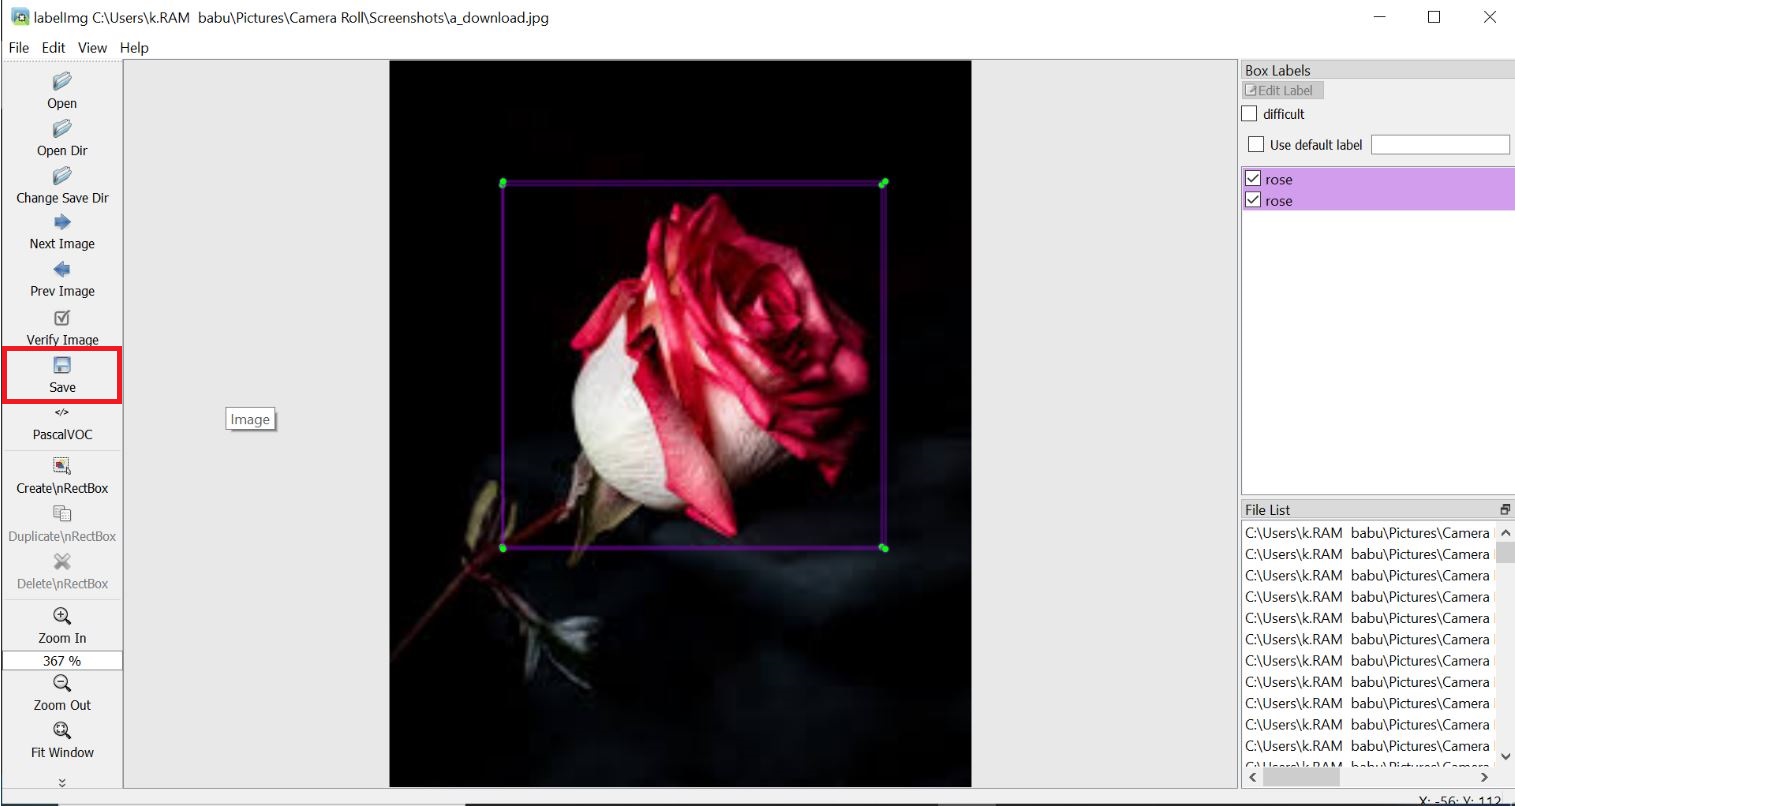 labelImg C:\Users\k.RAM babu\Pictures\Camera Roll\Screenshots\a_download.jpg
File Edit View Help
Open
Open Dir
Change Save Dir
Next Image
Prev Image
Verify Image
Save
</>
PascalVOC
Create\nRectBox
Duplicate\nRectBox
Delete\nRectBox
Zoom In
367 %
Zoom Out
Fit Window
Image
Box Labels
Edit Label
difficult
Use default label
rose
rose
File List
C:\Users\k.RAM babu\Pictures\Camera
C:\Users\k.RAM babu\Pictures\Camera
C:\Users\k.RAM babu\Pictures\Camera
C:\Users\k.RAM babu\Pictures\Camera
C:\Users\k.RAM babu\Pictures\Camera
C:\Users\k.RAM babu\Pictures\Camera
C:\Users\k.RAM babu\Pictures\Camera
C:\Users\k.RAM babu\Pictures\Camera
C:\Users\k.RAM babu\Pictures\Camera
C:\Users\k.RAM babu\Pictures\Camera
C:\Users\k.RAM babu\Pictures\Camera
C:\Users\k.RAM babu\Pictures\Camera
X: -56; Y: 112